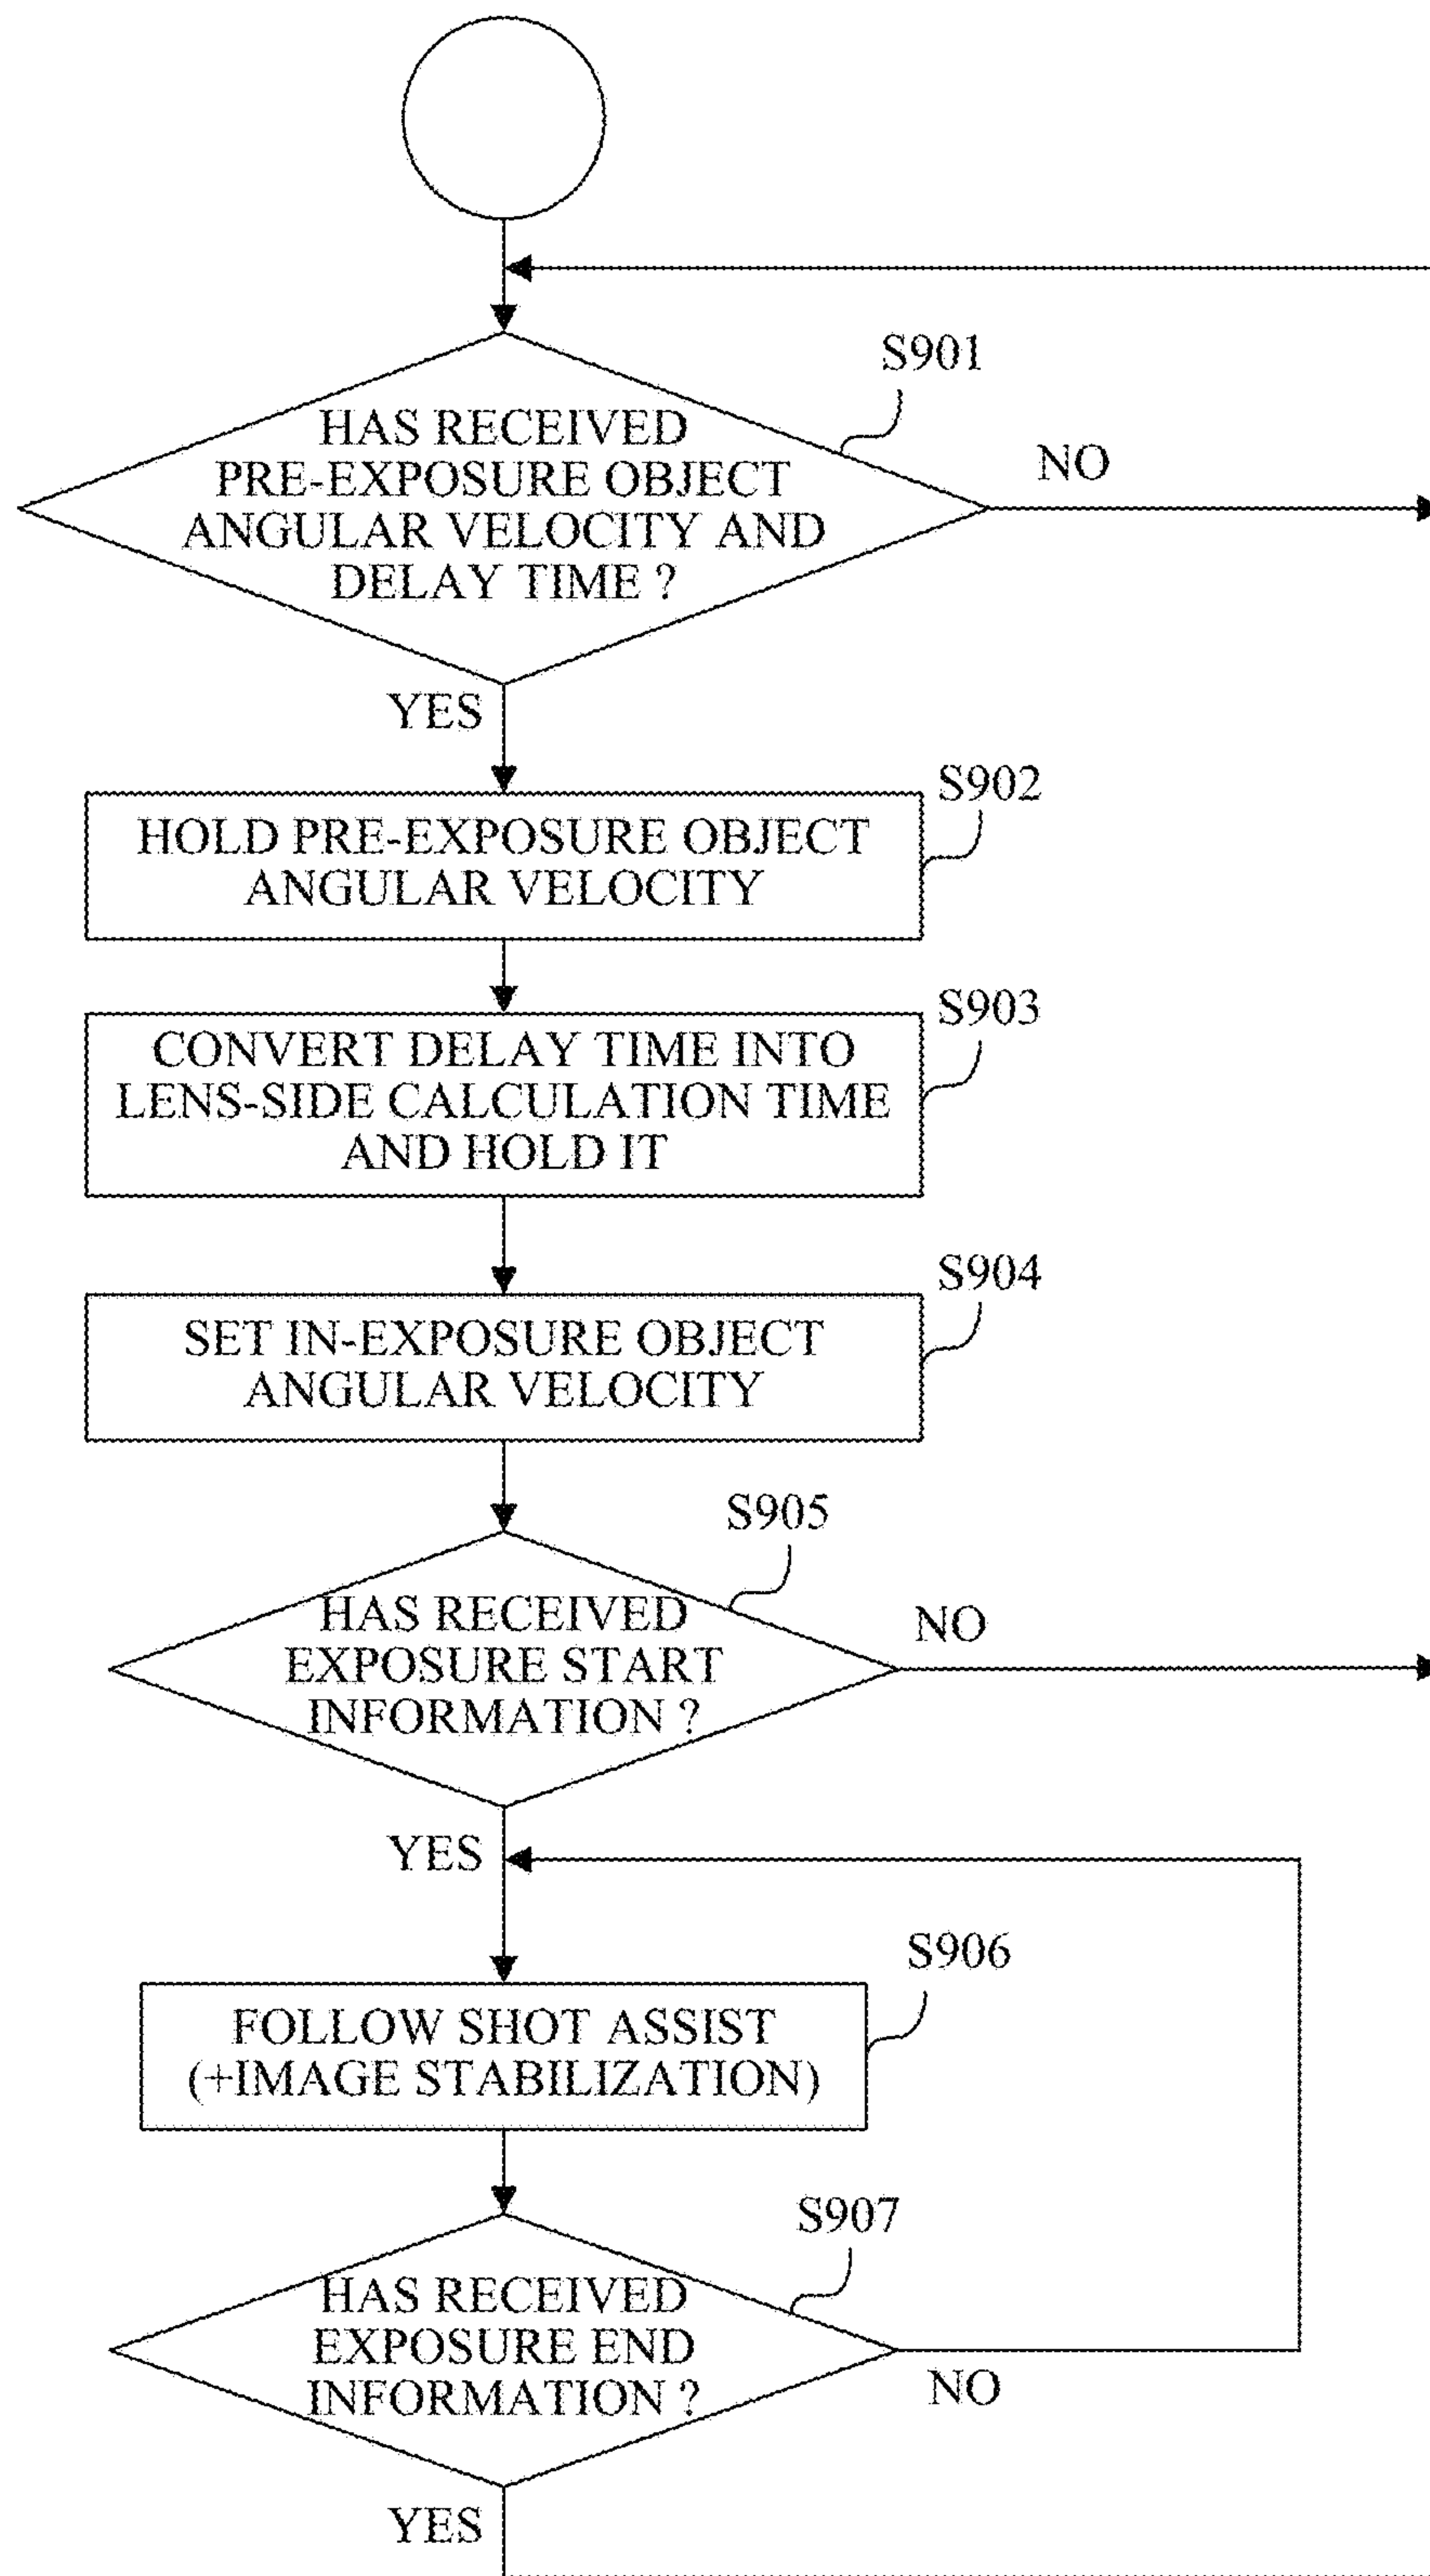 S901
HAS RECEIVED
PRE-EXPOSURE OBJECT
ANGULAR VELOCITY AND
DELAY TIME ?
NO
YES
S902
HOLD PRE-EXPOSURE OBJECT
ANGULAR VELOCITY
S903
CONVERT DELAY TIME INTO
LENS-SIDE CALCULATION TIME
AND HOLD IT
S904
SET IN-EXPOSURE OBJECT
ANGULAR VELOCITY
S905
HAS RECEIVED
EXPOSURE START
INFORMATION ?
NO
YES
S906
FOLLOW SHOT ASSIST
(+IMAGE STABILIZATION)
S907
HAS RECEIVED
EXPOSURE END
INFORMATION ?
NO
YES